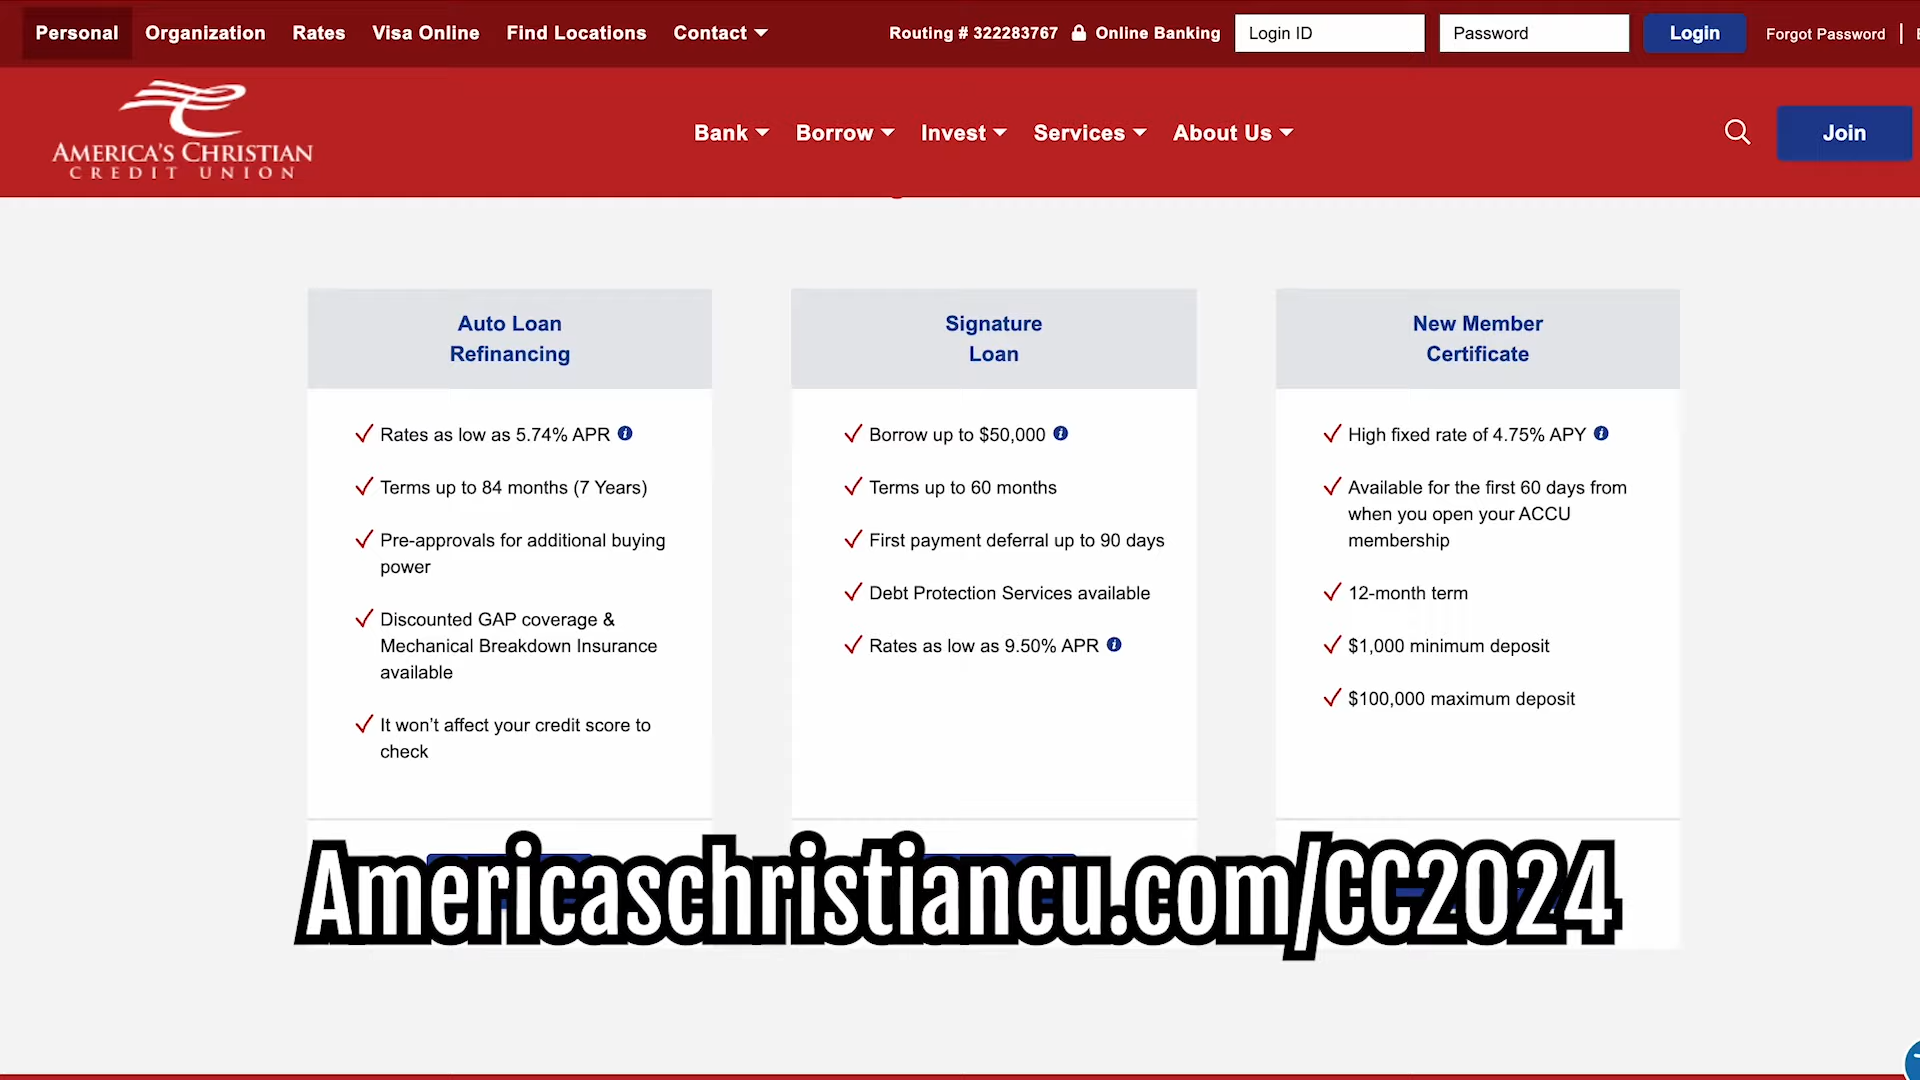 Personal Organization Rates Visa Online Find Locations Contact Routing # 322283767 Online Banking Login ID Password Login Forgot Password
AMERICA'S CHRISTIAN
CREDIT UNION
Bank Borrow Invest Services About Us Join
Auto Loan
Refinancing
Rates as low as 5.74% APR
Terms up to 84 months (7 Years)
Pre-approvals for additional buying
power
Discounted GAP coverage &
Mechanical Breakdown Insurance
available
It won't affect your credit score to
check
Signature
Loan
Borrow up to $50,000
Terms up to 60 months
First payment deferral up to 90 days
Debt Protection Services available
Rates as low as 9.50% APR
New Member
Certificate
High fixed rate of 4.75% APY
Available for the first 60 days from
when you open your ACCU
membership
12-month term
$1,000 minimum deposit
$100,000 maximum deposit
Americaschristiancu.com/CC2024